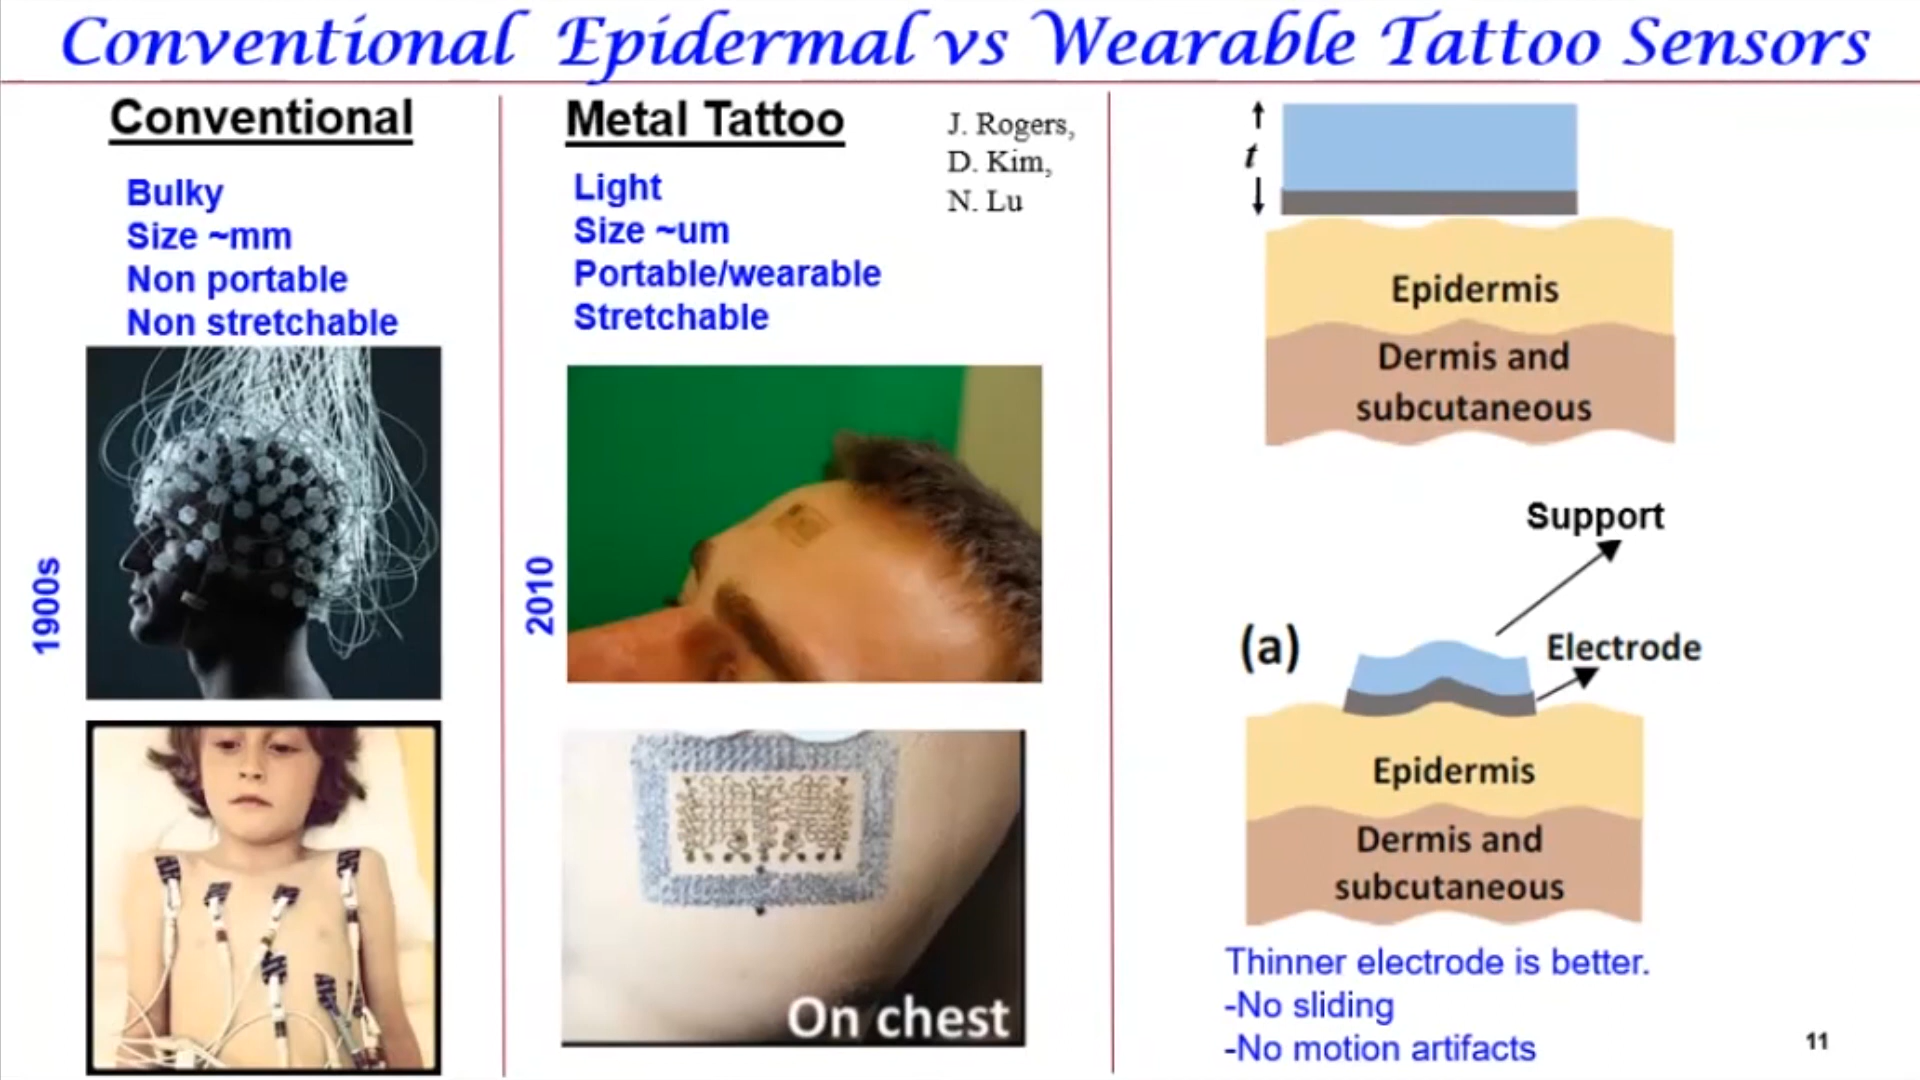 Conventional Epidermal vs Wearable Tattoo Sensors
Conventional
Bulky
Size ~mm
Non portable
Non stretchable
1900s
Metal Tattoo
J. Rogers,
D. Kim,
N. Lu
Light
Size ~um
Portable/wearable
Stretchable
2010
On chest
t
Epidermis
Dermis and
subcutaneous
Support
(a)
Electrode
Epidermis
Dermis and
subcutaneous
Thinner electrode is better.
-No sliding
-No motion artifacts
11